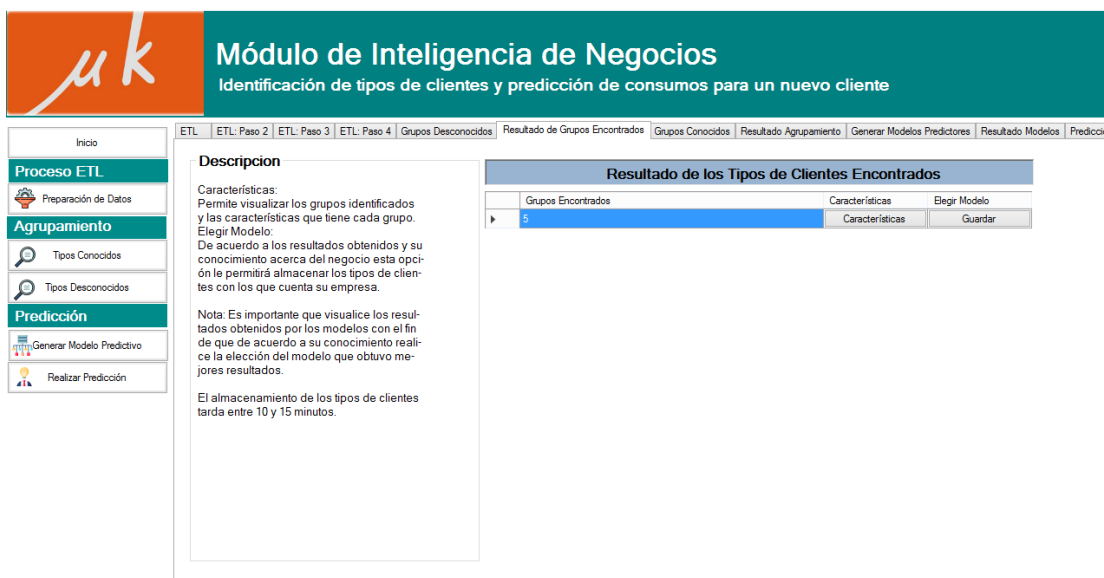 μk
Módulo de Inteligencia de Negocios
Identificación de tipos de clientes y predicción de consumos para un nuevo cliente
Inicio
Proceso ETL
Preparación de Datos
Agrupamiento
Tipos Conocidos
Tipos Desconocidos
Predicción
Generar Modelo Predictivo
Realizar Predicción
ETL ETL: Paso 2 ETL: Paso 3 ETL: Paso 4 Grupos Desconocidos Resultado de Grupos Encontrados Grupos Conocidos Resultado Agrupamiento Generar Modelos Predictores Resultado Modelos Predicci
Descripcion
Características:
Permite visualizar los grupos identificados
y las características que tiene cada grupo.
Elegir Modelo:
De acuerdo a los resultados obtenidos y su
conocimiento acerca del negocio esta opci-
ón le permitirá almacenar los tipos de clien-
tes con los que cuenta su empresa.
Nota: Es importante que visualice los resul-
tados obtenidos por los modelos con el fin
de que de acuerdo a su conocimiento reali-
ce la elección del modelo que obtuvo me-
jores resultados.
El almacenamiento de los tipos de clientes
tarda entre 10 y 15 minutos.
Resultado de los Tipos de Clientes Encontrados
Grupos Encontrados Características Elegir Modelo
5 Características Guardar